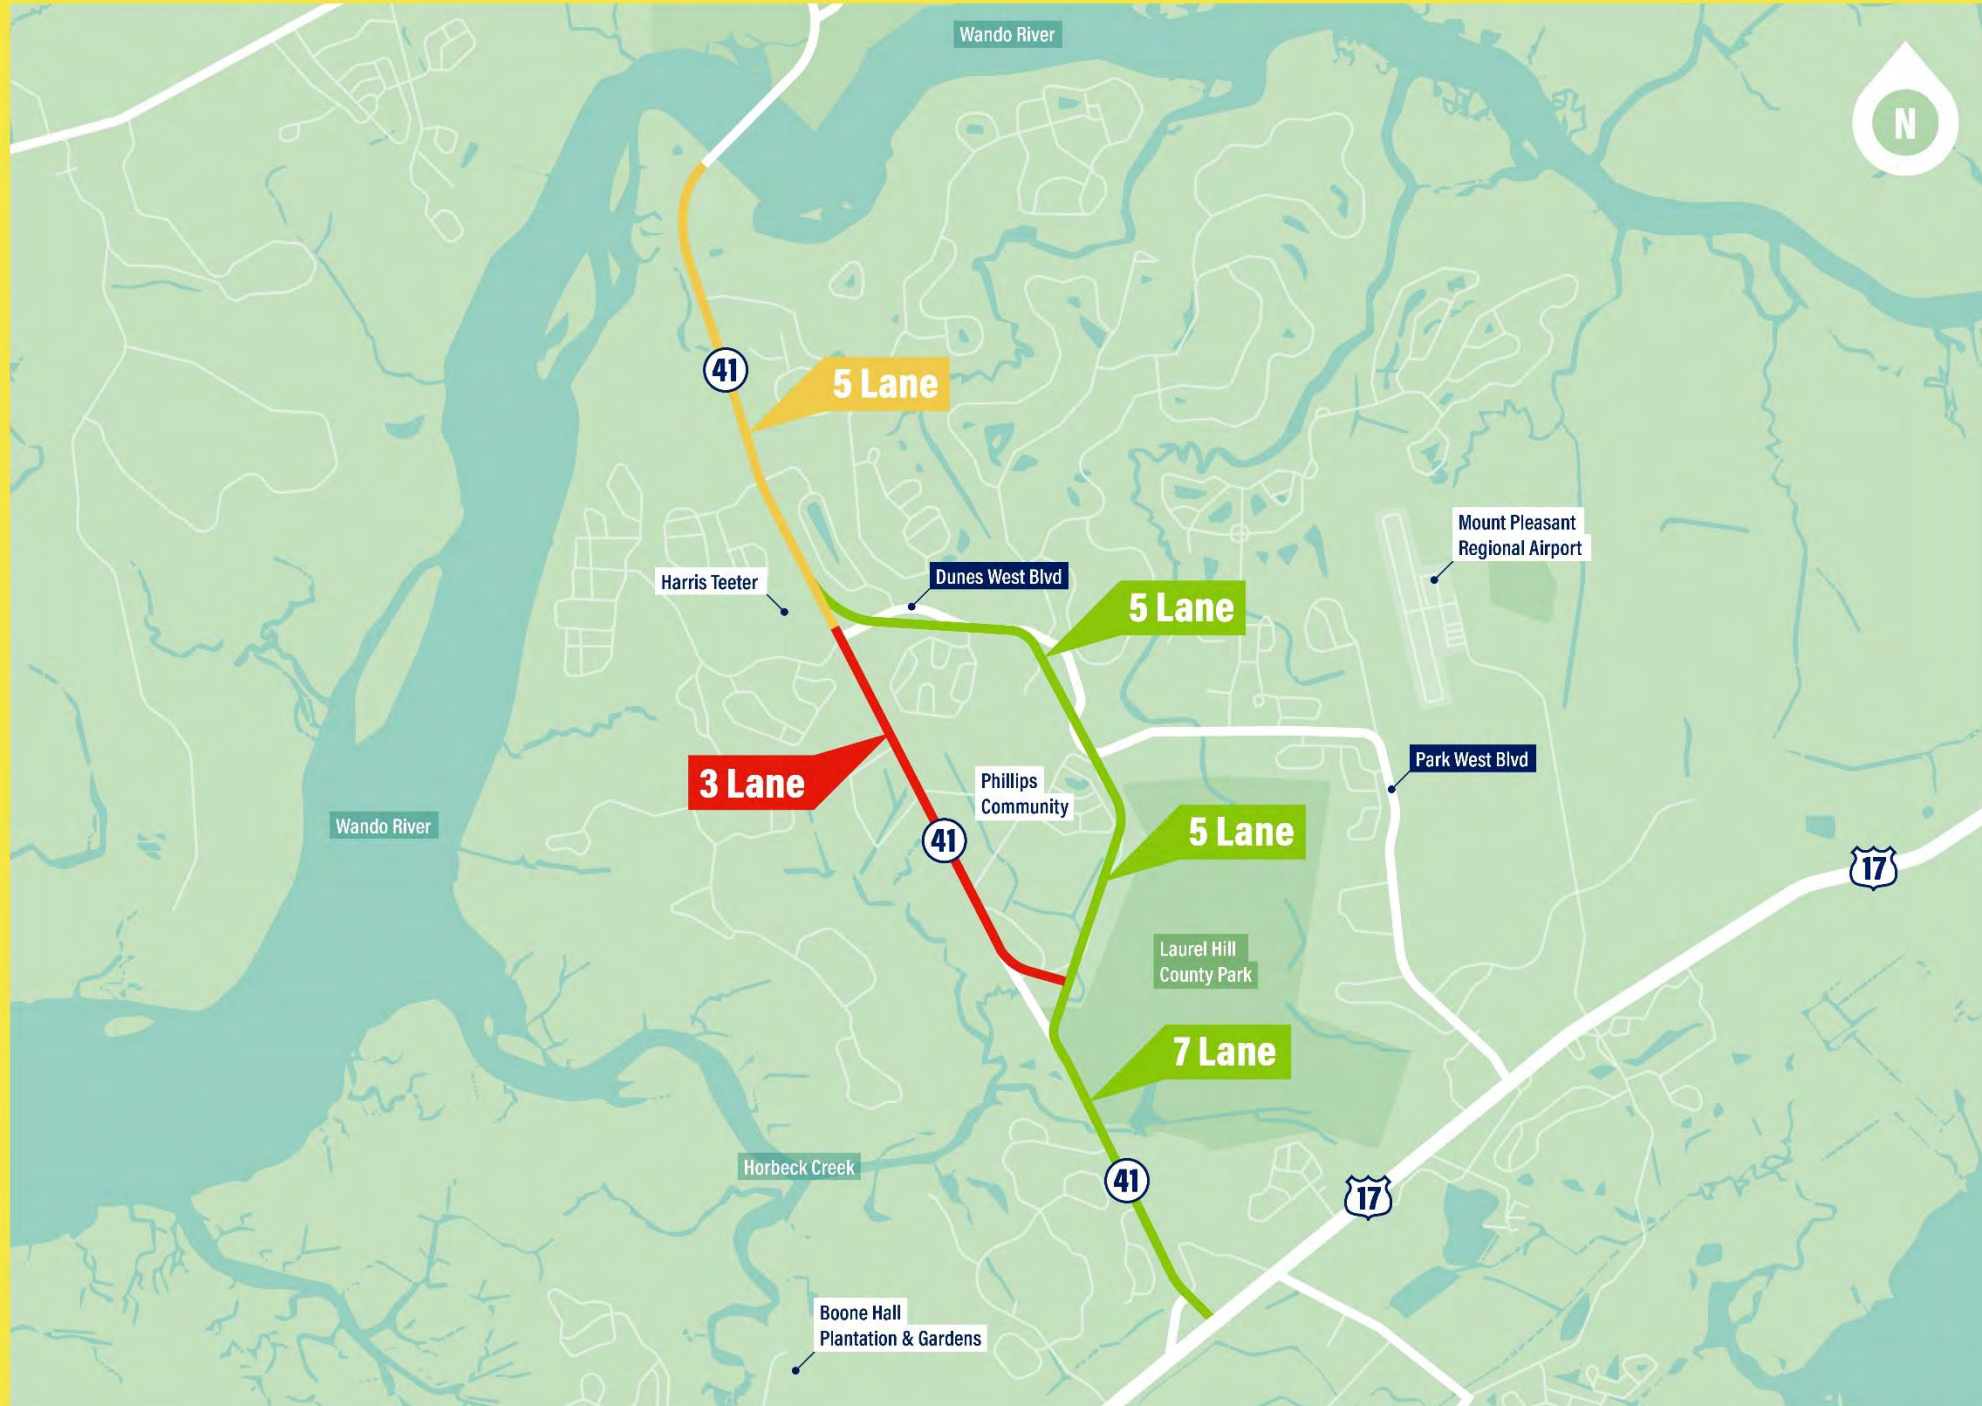 Wando River
N
41
5 Lane
Mount Pleasant
Regional Airport
Harris Teeter
Dunes West Blvd
5 Lane
3 Lane
Phillips
Community
Park West Blvd
Wando River
41
5 Lane
17
Laurel Hill
County Park
7 Lane
Horbeck Creek
41
17
Boone Hall
Plantation & Gardens